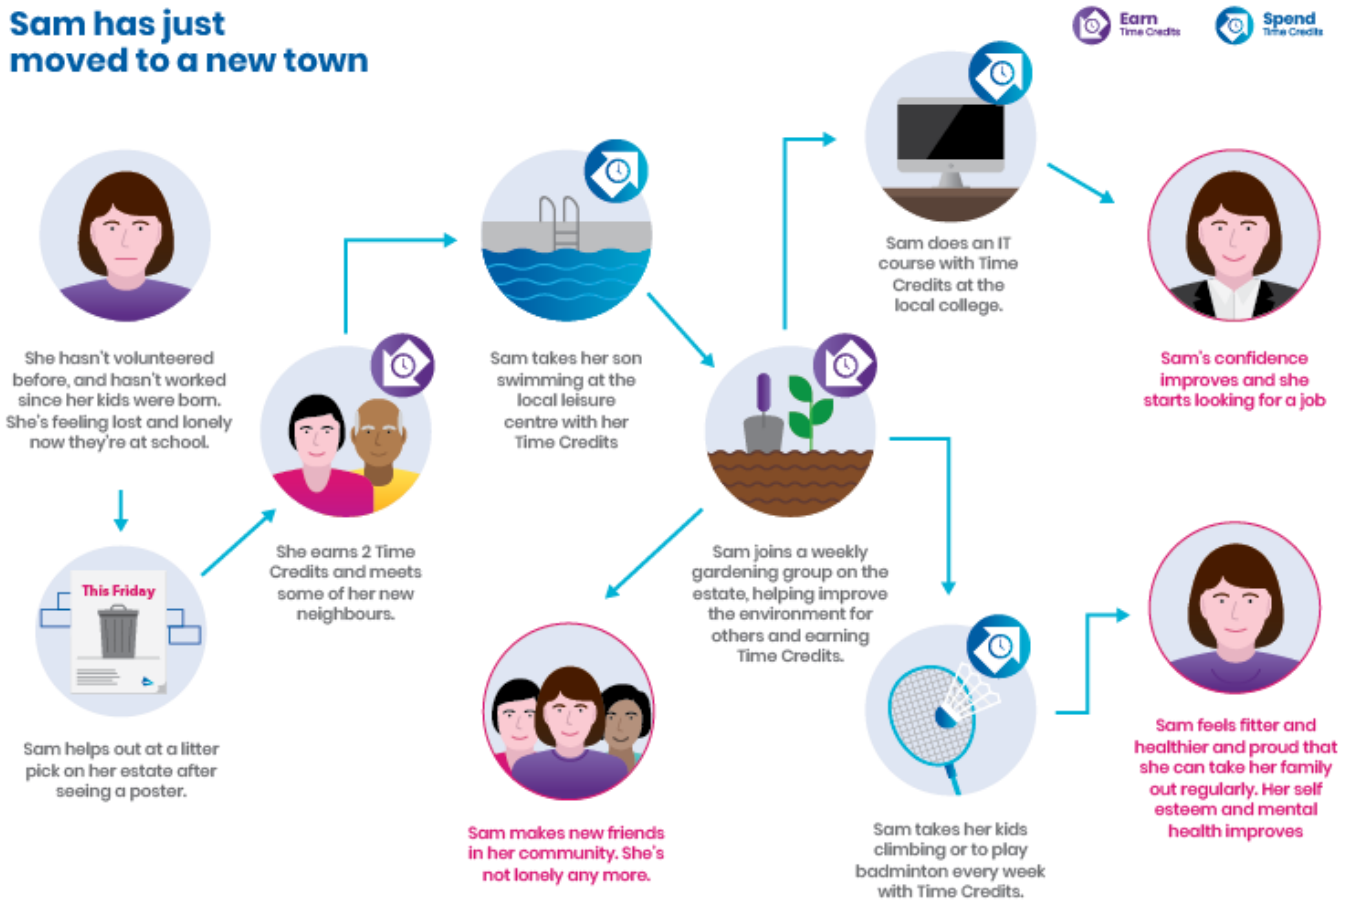 Sam has just
moved to a new town
Earn
Time Credits
Spend
Time Credits
She hasn't volunteered
before, and hasn't worked
since her kids were born.
She's feeling lost and lonely
now they're at school.
This Friday
Sam helps out at a litter
pick on her estate after
seeing a poster.
She earns 2 Time
Credits and meets
some of her new
neighbours.
Sam takes her son
swimming at the
local leisure
centre with her
Time Credits
Sam joins a weekly
gardening group on the
estate, helping improve
the environment for
others and earning
Time Credits.
Sam makes new friends
in her community. She's
not lonely any more.
Sam does an IT
course with Time
Credits at the
local college.
Sam's confidence
improves and she
starts looking for a job
Sam takes her kids
climbing or to play
badminton every week
with Time Credits.
Sam feels fitter and
healthier and proud that
she can take her family
out regularly. Her self
esteem and mental
health improves